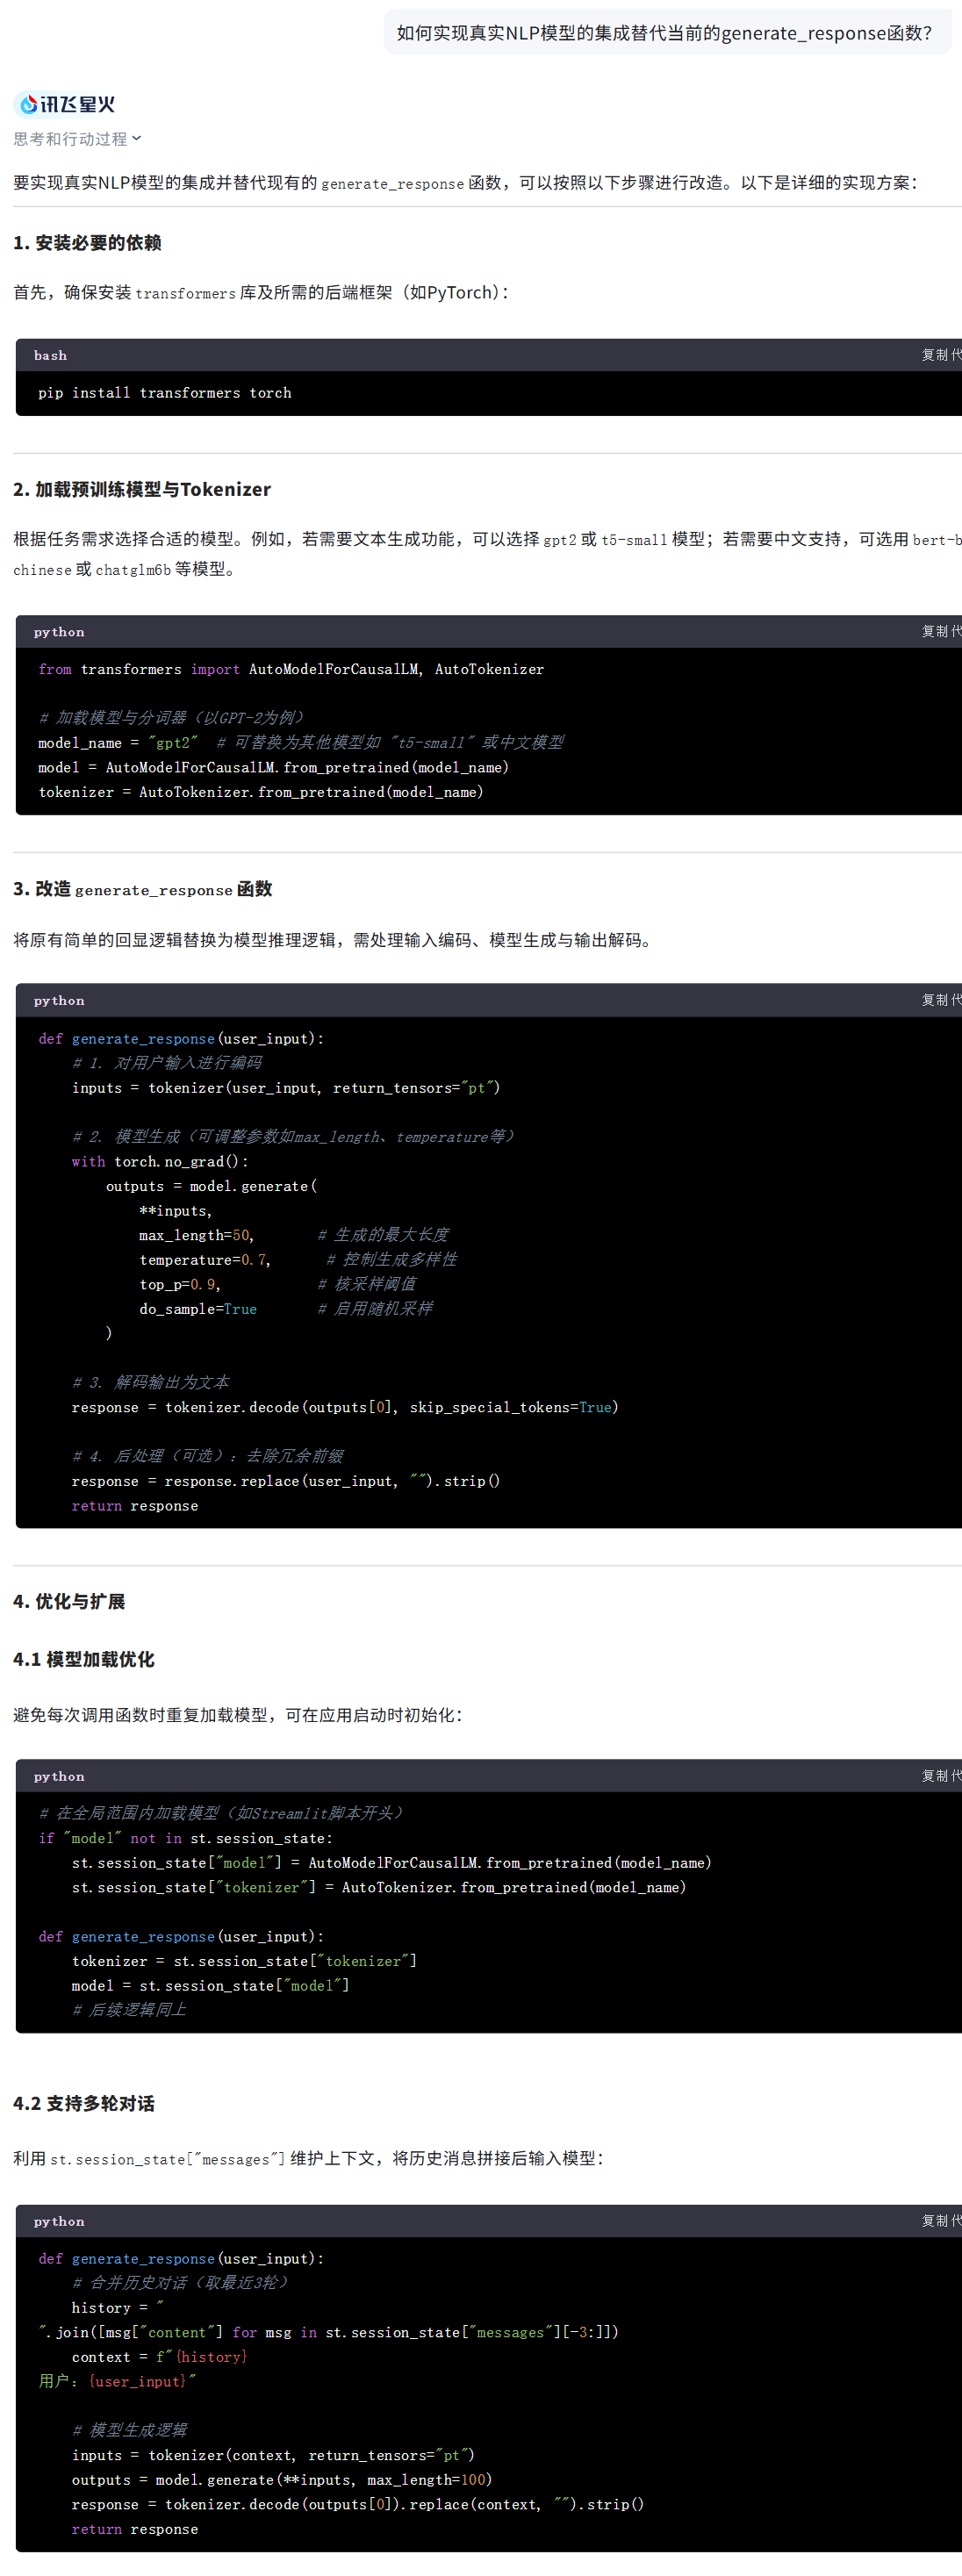 如何实现真实NLP模型的集成替代当前的generate_response函数？
讯飞星火
思考和行动过程
要实现真实NLP模型的集成并替代现有的 generate_response 函数，可以按照以下步骤进行改造。以下是详细的实现方案：
1. 安装必要的依赖
首先，确保安装 transformers 库及所需的后端框架（如PyTorch）：
bash
复制代
pip install transformers torch
2. 加载预训练模型与Tokenizer
根据任务需求选择合适的模型。例如，若需要文本生成功能，可以选择 gpt2 或 t5-small 模型；若需要中文支持，可选用 bert-b
chinese 或 chatglm6b 等模型。
python
复制代
from transformers import AutoModelForCausalLM, AutoTokenizer
# 加载模型与分词器（以GPT-2为例）
model_name = "gpt2"  # 可替换为其他模型如 "t5-small" 或中文模型
model = AutoModelForCausalLM.from_pretrained(model_name)
tokenizer = AutoTokenizer.from_pretrained(model_name)
3. 改造 generate_response 函数
将原有简单的回显逻辑替换为模型推理逻辑，需处理输入编码、模型生成与输出解码。
python
复制代
def generate_response(user_input):
    # 1. 对用户输入进行编码
    inputs = tokenizer(user_input, return_tensors="pt")
    # 2. 模型生成（可调整参数如max_length、temperature等）
    with torch.no_grad():
        outputs = model.generate(
            **inputs,
            max_length=50,       # 生成的最大长度
            temperature=0.7,      # 控制生成多样性
            top_p=0.9,           # 核采样阈值
            do_sample=True       # 启用随机采样
        )
    # 3. 解码输出为文本
    response = tokenizer.decode(outputs[0], skip_special_tokens=True)
    # 4. 后处理（可选）：去除冗余前缀
    response = response.replace(user_input, "").strip()
    return response
4. 优化与扩展
4.1 模型加载优化
避免每次调用函数时重复加载模型，可在应用启动时初始化：
python
复制代
# 在全局范围内加载模型（如Streamlit脚本开头）
if "model" not in st.session_state:
    st.session_state["model"] = AutoModelForCausalLM.from_pretrained(model_name)
    st.session_state["tokenizer"] = AutoTokenizer.from_pretrained(model_name)
def generate_response(user_input):
    tokenizer = st.session_state["tokenizer"]
    model = st.session_state["model"]
    # 后续逻辑同上
4.2 支持多轮对话
利用 st.session_state["messages"] 维护上下文，将历史消息拼接后输入模型：
python
复制代
def generate_response(user_input):
    # 合并历史对话（取最近3轮）
    history = "
".join([msg["content"] for msg in st.session_state["messages"][-3:]])
    context = f"{history}
用户：{user_input}"
    # 模型生成逻辑
    inputs = tokenizer(context, return_tensors="pt")
    outputs = model.generate(**inputs, max_length=100)
    response = tokenizer.decode(outputs[0]).replace(context, "").strip()
    return response